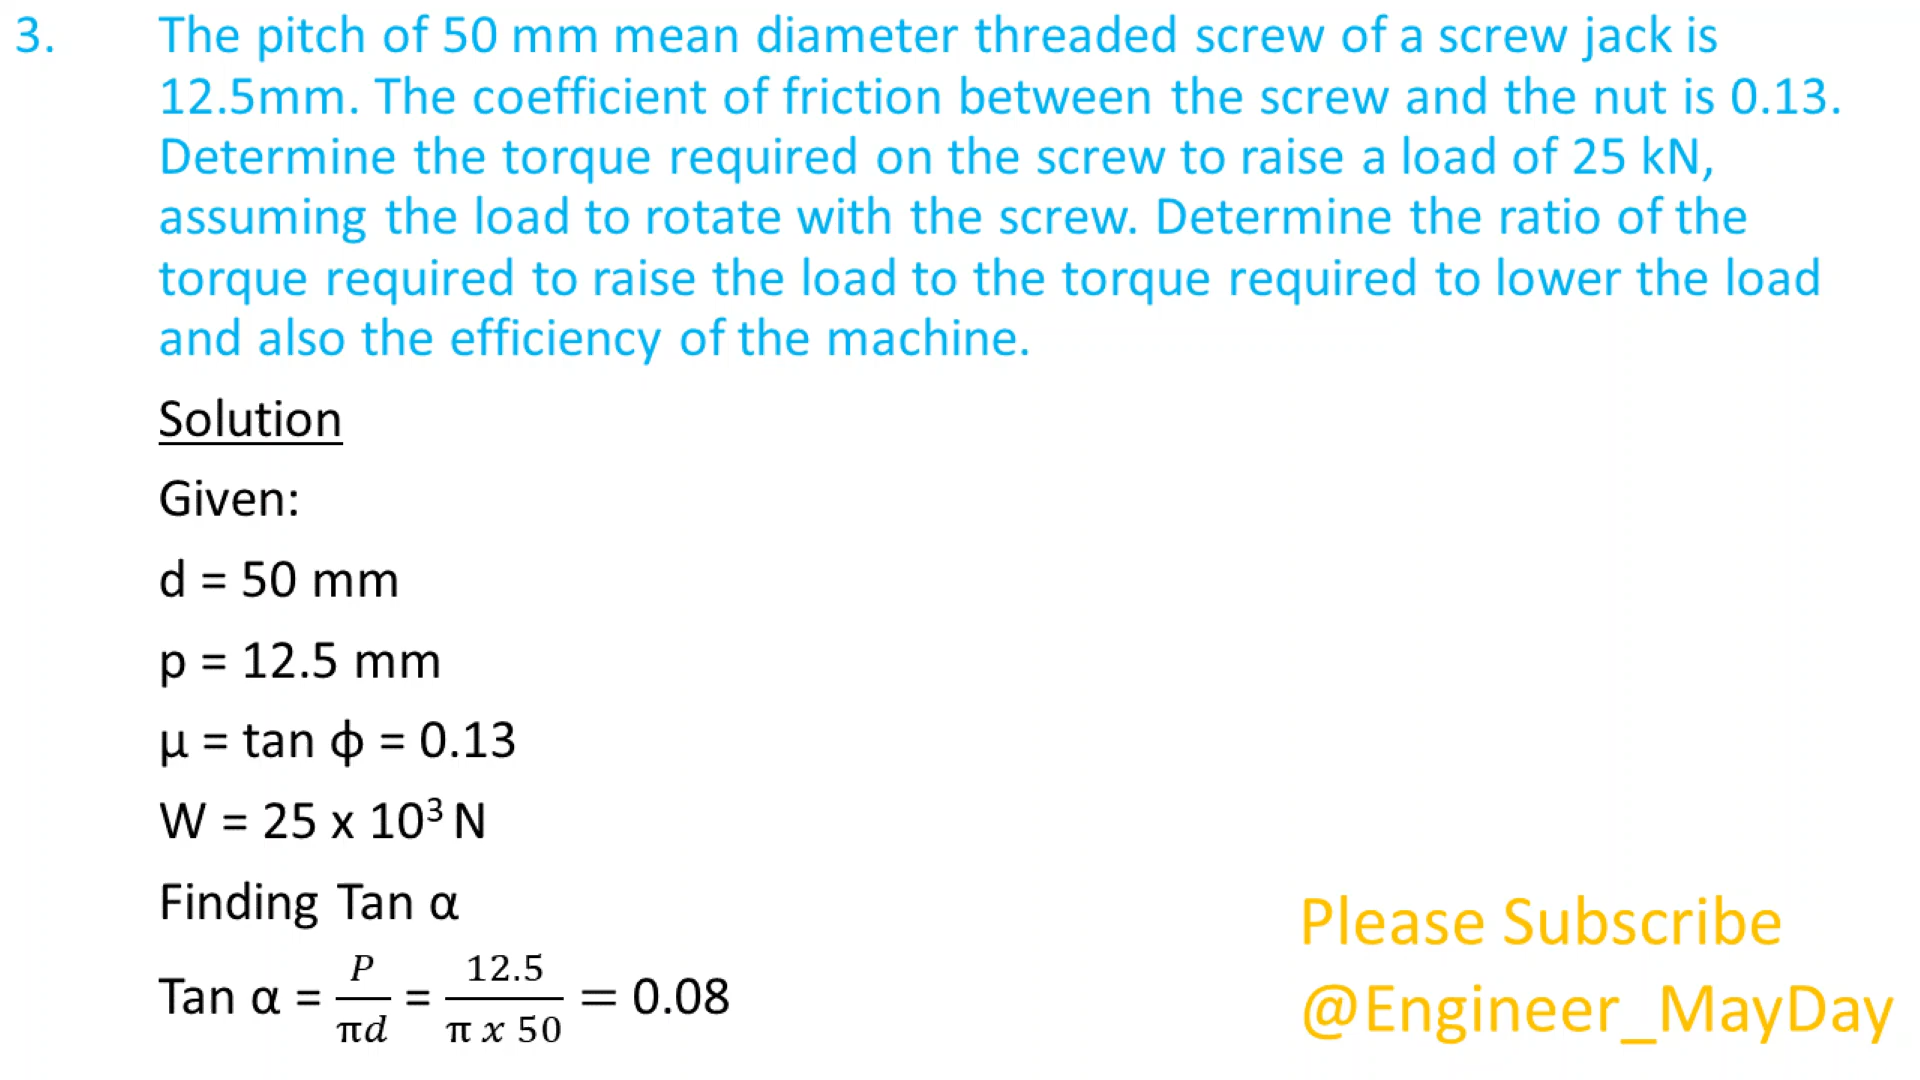 3. The pitch of 50 mm mean diameter threaded screw of a screw jack is
12.5mm. The coefficient of friction between the screw and the nut is 0.13.
Determine the torque required on the screw to raise a load of 25 kN,
assuming the load to rotate with the screw. Determine the ratio of the
torque required to raise the load to the torque required to lower the load
and also the efficiency of the machine.
Solution
Given:
d = 50 mm
p = 12.5 mm
μ = tan ϕ = 0.13
W = 25 x 10³ N
Finding Tan α
Tan α = P/πd = 12.5/π x 50 = 0.08
Please Subscribe
@Engineer_MayDay